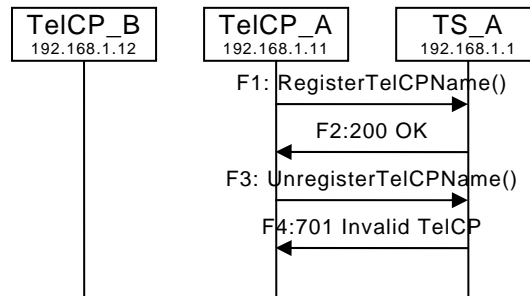 TelCP_B
192.168.1.12
TelCP_A
192.168.1.11
TS_A
192.168.1.1
F1: RegisterTelCPName()
F2:200 OK
F3: UnregisterTelCPName()
F4:701 Invalid TelCP